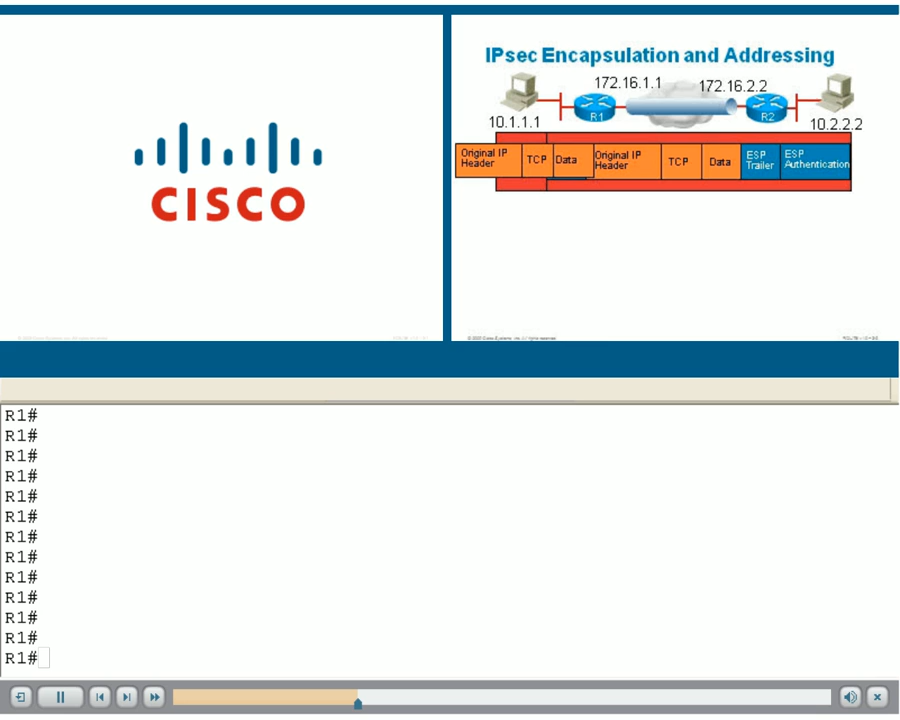 CISCO
IPsec Encapsulation and Addressing
172.16.1.1
172.16.2.2
R1
R2
10.1.1.1
10.2.2.2
Original IP
Header
TCP
Data
Original IP
Header
TCP
Data
ESP
Trailer
ESP
Authentication
R1#
R1#
R1#
R1#
R1#
R1#
R1#
R1#
R1#
R1#
R1#
R1#
R1#